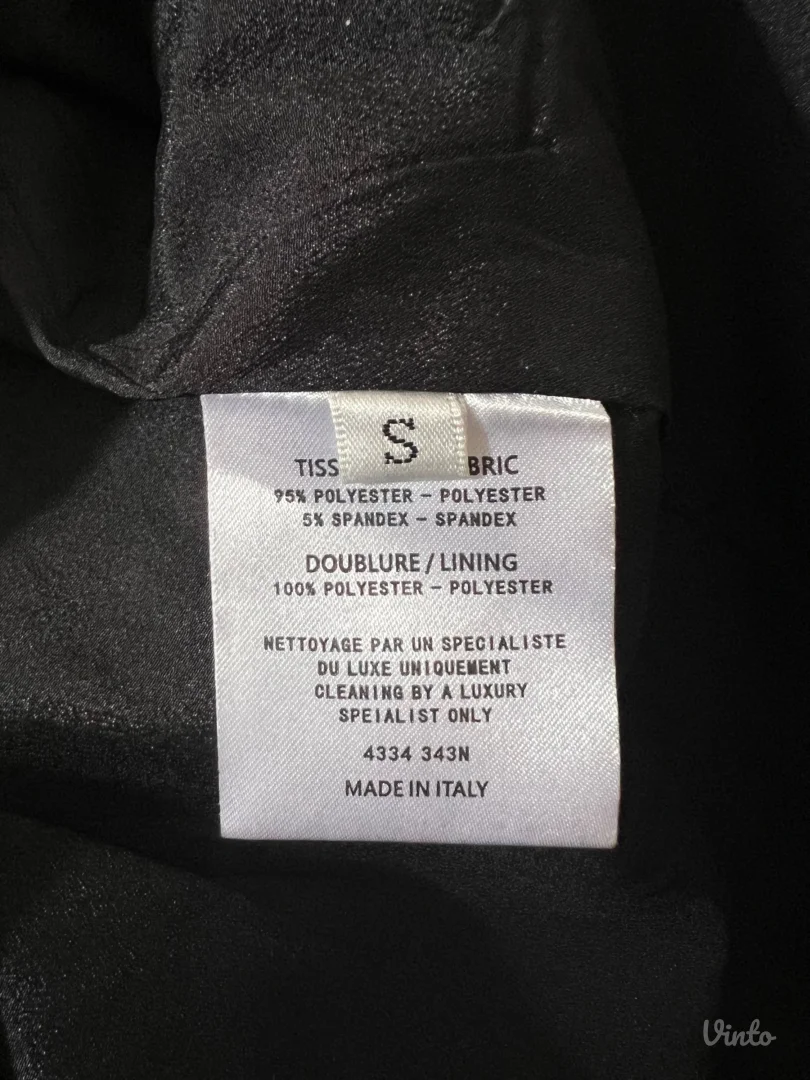 S
TISS BRIC
95% POLYESTER - POLYESTER
5% SPANDEX - SPANDEX
DOUBLURE / LINING
100% POLYESTER - POLYESTER
NETTOYAGE PAR UN SPECIALISTE
DU LUXE UNIQUEMENT
CLEANING BY A LUXURY
SPEIALIST ONLY
4334 343N
MADE IN ITALY
Vinto